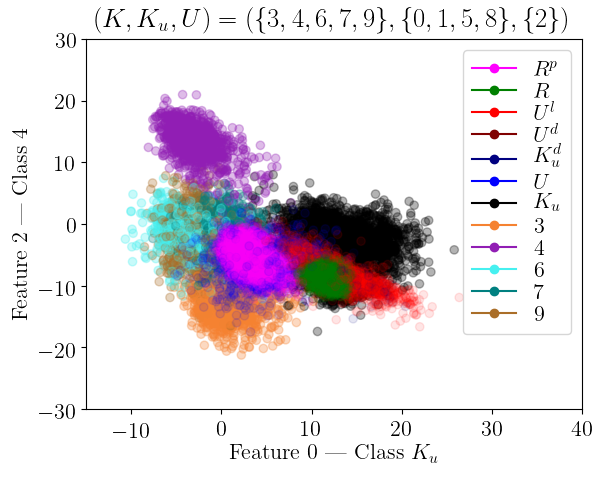 (K, K_u, U) = ({3, 4, 6, 7, 9}, {0, 1, 5, 8}, {2})
Feature 2 — Class 4
30
20
10
0
−10
−20
−30
R^p
R
U^l
U^d
K_u^d
U
K_u
3
4
6
7
9
−10 0 10 20 30 40
Feature 0 — Class K_u